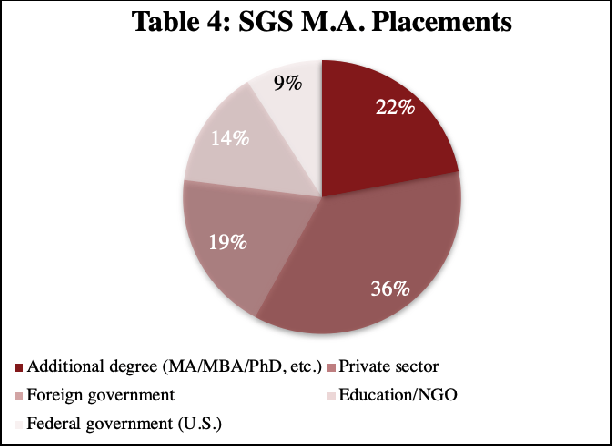 Table 4: SGS M.A. Placements
9%
22%
14%
19%
36%
Additional degree (MA/MBA/PhD, etc.) Private sector
Foreign government Education/NGO
Federal government (U.S.)